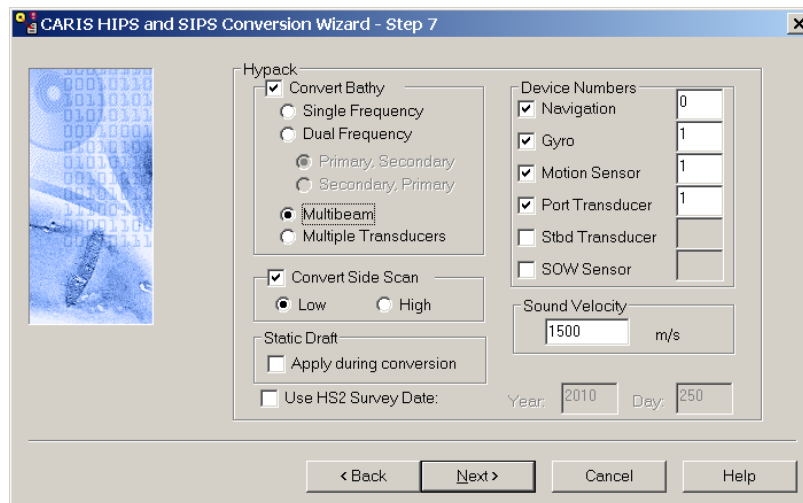 CARIS HIPS and SIPS Conversion Wizard - Step 7
Hypack
Convert Bathy
Single Frequency
Dual Frequency
Primary, Secondary
Secondary, Primary
Multibeam
Multiple Transducers
Convert Side Scan
Low High
Static Draft
Apply during conversion
Use HS2 Survey Date:
Device Numbers
Navigation 0
Gyro 1
Motion Sensor 1
Port Transducer 1
Stbd Transducer
SOW Sensor
Sound Velocity
1500 m/s
Year: 2010 Day: 250
< Back Next > Cancel Help